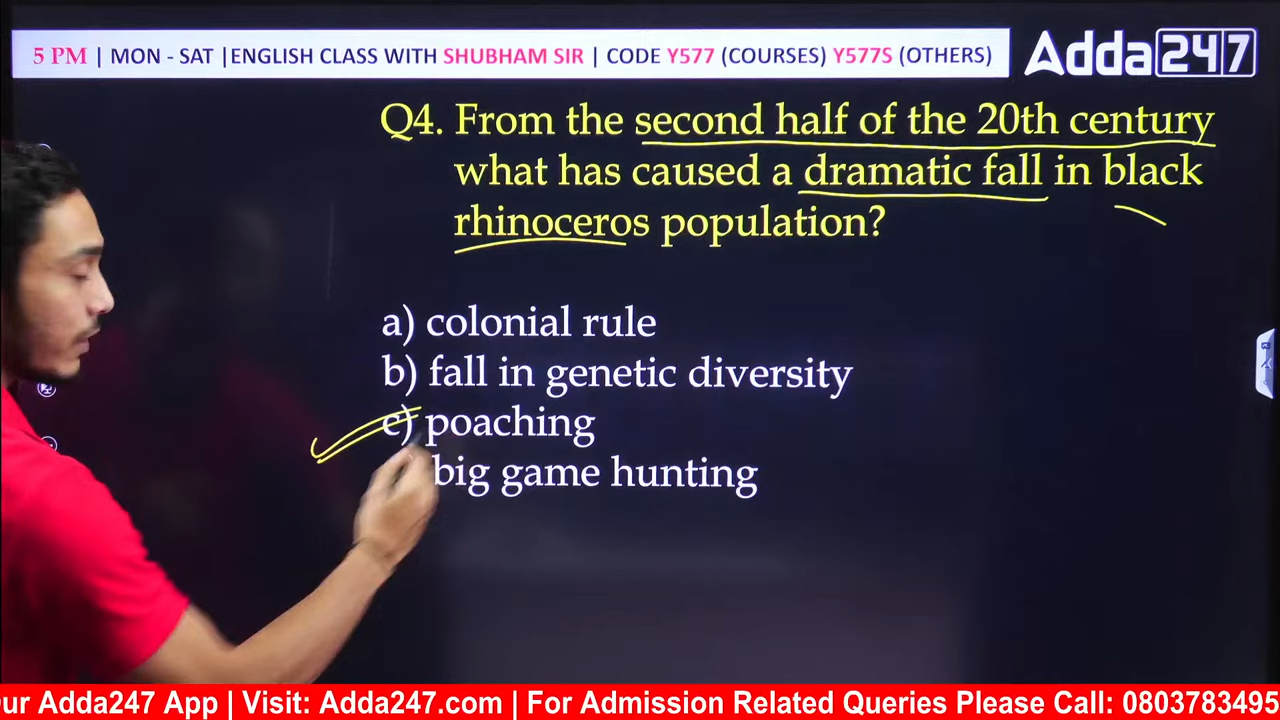 5 PM | MON - SAT |ENGLISH CLASS WITH SHUBHAM SIR | CODE Y577 (COURSES) Y577S (OTHERS)
Adda247
Q4. From the second half of the 20th century
what has caused a dramatic fall in black
rhinoceros population?
a) colonial rule
b) fall in genetic diversity
c) poaching
big game hunting
ur Adda247 App | Visit: Adda247.com | For Admission Related Queries Please Call: 0803783495